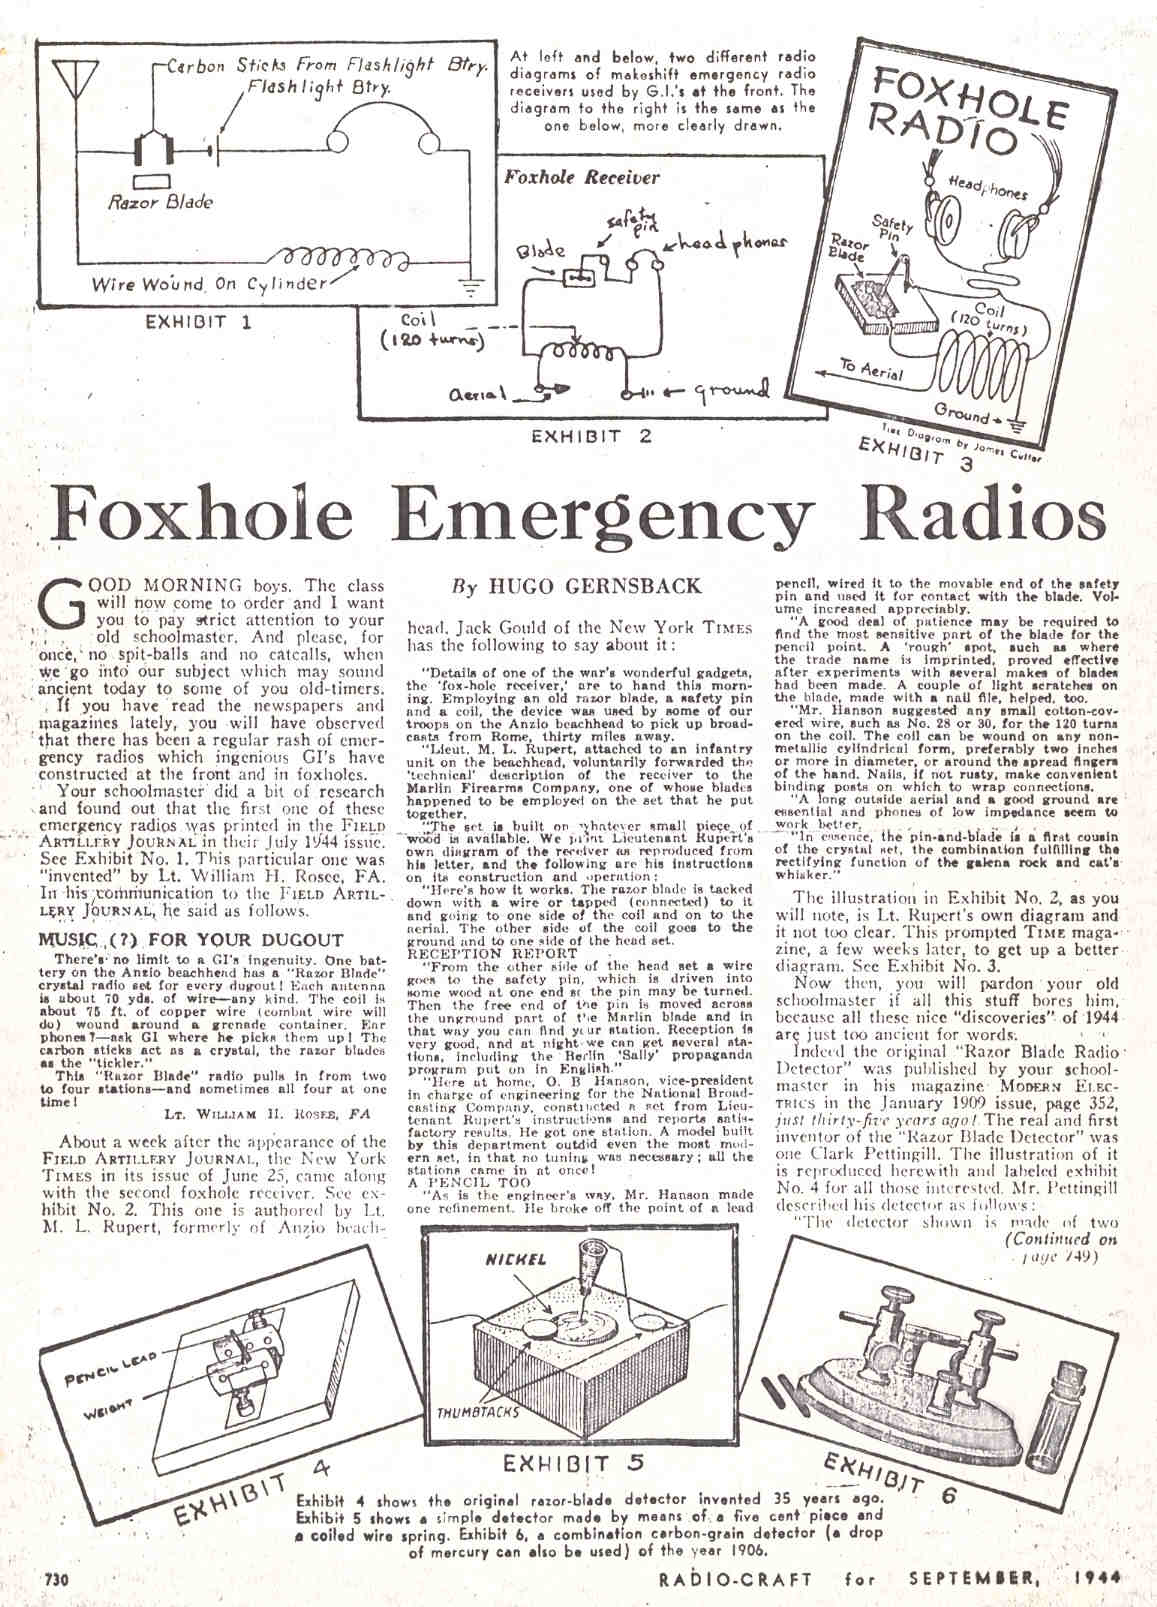 Carbon Sticks From Flashlight Btry.
Flashlight Btry.
Razor Blade
Wire Wound On Cylinder
EXHIBIT 1
At left and below, two different radio
diagrams of makeshift emergency radio
receivers used by G.I.'s at the front. The
diagram to the right is the same as the
one below, more clearly drawn.
Foxhole Receiver
safety
pin
Blade
headphones
Coil
(120 turns)
Aerial
ground
EXHIBIT 2
FOXHOLE
RADIO
Headphones
Safety
Pin
Razor
Blade
Coil
(120 turns)
To Aerial
Ground
Time Diagram by James Cutter
EXHIBIT 3
Foxhole Emergency Radios
GOOD MORNING boys. The class
will now come to order and I want
you to pay strict attention to your
old schoolmaster. And please, for
once, no spit-balls and no catcalls, when
we go into our subject which may sound
ancient today to some of you old-timers.
If you have read the newspapers and
magazines lately, you will have observed
that there has been a regular rash of emer-
gency radios which ingenious GI's have
constructed at the front and in foxholes.
Your schoolmaster did a bit of research
and found out that the first one of these
emergency radios was printed in the FIELD
ARTILLERY JOURNAL in their July 1944 issue.
See Exhibit No. 1. This particular one was
"invented" by Lt. William H. Rosee, FA.
In his communication to the FIELD ARTIL-
LERY JOURNAL, he said as follows.
MUSIC (?) FOR YOUR DUGOUT
There's no limit to a GI's ingenuity. One bat-
tery on the Anzio beachhead has a "Razor Blade"
crystal radio set for every dugout! Each antenna
is about 70 yds. of wire—any kind. The coil is
about 75 ft. of copper wire (combat wire will
do) wound around a grenade container. Ear
phones?—ask GI where he picks them up! The
carbon sticks act as a crystal, the razor blades
as the "tickler."
This "Razor Blade" radio pulls in from two
to four stations—and sometimes all four at one
time!
LT. WILLIAM H. ROSEE, FA
About a week after the appearance of the
FIELD ARTILLERY JOURNAL, the NEW YORK
TIMES in its issue of June 25, came along
with the second foxhole receiver. See ex-
hibit No. 2. This one is authored by Lt.
M. L. Rupert, formerly of Anzio beach-
By HUGO GERNSBACK
head. Jack Gould of the New York TIMES
has the following to say about it:
"Details of one of the war's wonderful gadgets,
the 'fox-hole receiver,' are to hand this morn-
ing. Employing an old razor blade, a safety pin
and a coil, the device was used by some of our
troops on the Anzio beachhead to pick up broad-
casts from Rome, thirty miles away.
"Lieut. M. L. Rupert, attached to an infantry
unit on the beachhead, voluntarily forwarded the
'technical' description of the receiver to the
Marlin Firearms Company, one of whose blades
happened to be employed on the set that he put
together.
"The set is built on whatever small piece of
wood is available. We print Lieutenant Rupert's
own diagram of the receiver as reproduced from
his letter, and the following are his instructions
on its construction and operation:
"Here's how it works. The razor blade is tacked
down with a wire or tapped (connected) to it
and going to one side of the coil and on to the
aerial. The other side of the coil goes to the
ground and to one side of the head set.
RECEPTION REPORT
"From the other side of the head set a wire
goes to the safety pin, which is driven into
some wood at one end so the pin may be turned.
Then the free end of the pin is moved across
the unground part of the Marlin blade and in
that way you can find your station. Reception is
very good, and at night we can get several sta-
tions, including the Berlin 'Sally' propaganda
program put on in English."
"Here at home, O. B Hanson, vice-president
in charge of engineering for the National Broad-
casting Company, constructed a set from Lieu-
tenant Rupert's instructions and reports satis-
factory results. He got one station. A model built
by this department outdid even the most mod-
ern set, in that no tuning was necessary; all the
stations came in at once!
A PENCIL TOO
"As is the engineer's way, Mr. Hanson made
one refinement. He broke off the point of a lead
pencil, wired it to the movable end of the safety
pin and used it for contact with the blade. Vol-
ume increased appreciably.
"A good deal of patience may be required to
find the most sensitive part of the blade for the
pencil point. A 'rough' spot, such as where
the trade name is imprinted, proved effective
after experiments with several makes of blades
had been made. A couple of light scratches on
the blade, made with a nail file, helped, too.
"Mr. Hanson suggested any small cotton-cov-
ered wire, such as No. 28 or 30, for the 120 turns
on the coil. The coil can be wound on any non-
metallic cylindrical form, preferably two inches
or more in diameter, or around the spread fingers
of the hand. Nails, if not rusty, make convenient
binding posts on which to wrap connections.
"A long outside aerial and a good ground are
essential and phones of low impedance seem to
work better.
"In essence, the pin-and-blade is a first cousin
of the crystal set, the combination fulfilling the
rectifying function of the galena rock and cat's
whisker."
The illustration in Exhibit No. 2, as you
will note, is Lt. Rupert's own diagram and
it not too clear. This prompted TIME maga-
zine, a few weeks later, to get up a better
diagram. See Exhibit No. 3.
Now then, you will pardon your old
schoolmaster if all this stuff bores him,
because all these nice "discoveries" of 1944
are just too ancient for words.
Indeed the original "Razor Blade Radio
Detector" was published by your school-
master in his magazine MODERN ELEC-
TRICS in the January 1909 issue, page 352,
just thirty-five years ago! The real and first
inventor of the "Razor Blade Detector" was
one Clark Pettingill. The illustration of it
is reproduced herewith and labeled exhibit
No. 4 for all those interested. Mr. Pettingill
described his detector as follows:
"The detector shown is made of two
(Continued on
page 749)
PENCIL LEAD
WEIGHT
EXHIBIT 4
NICKEL
THUMBTACKS
EXHIBIT 5
EXHIBIT 6
Exhibit 4 shows the original razor-blade detector invented 35 years ago.
Exhibit 5 shows a simple detector made by means of a five cent piece and
a coiled wire spring. Exhibit 6, a combination carbon-grain detector (a drop
of mercury can also be used) of the year 1906.
730
RADIO-CRAFT for SEPTEMBER, 1944